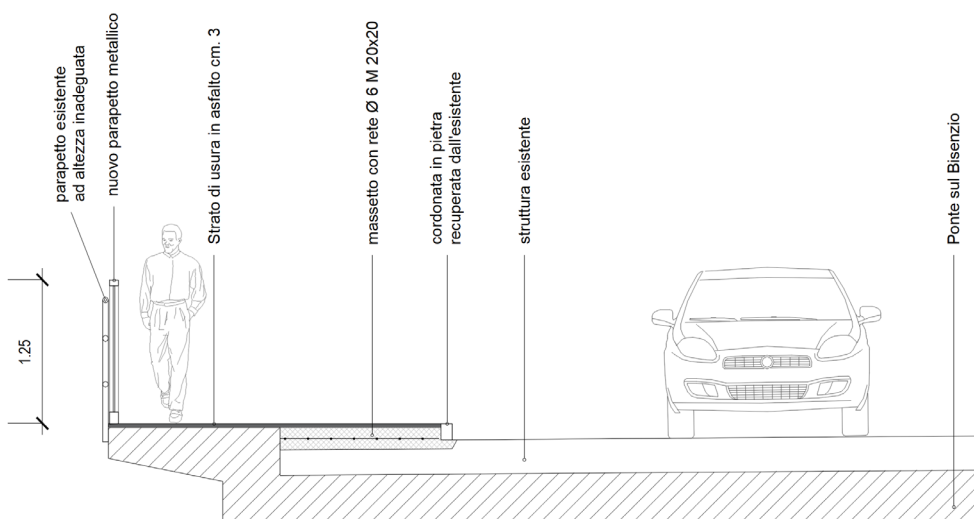 parapetto esistente
ad altezza inadeguata
nuovo parapetto metallico
Strato di usura in asfalto cm. 3
massetto con rete Ø 6 M 20x20
cordonata in pietra
recuperata dall'esistente
struttura esistente
Ponte sul Bisenzio
1.25